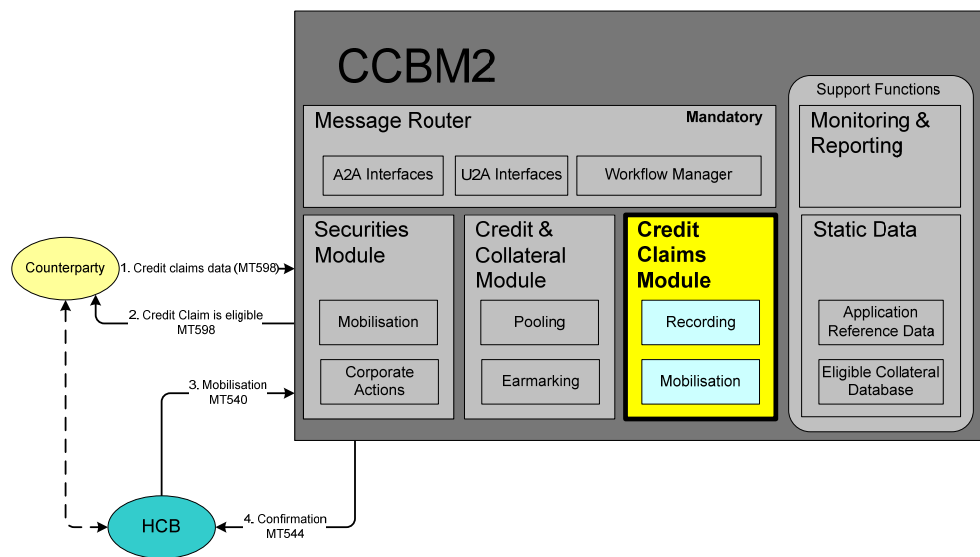 CCBM2
Support Functions
Message Router
Mandatory
A2A Interfaces
U2A Interfaces
Workflow Manager
Monitoring &
Reporting
Securities
Module
Mobilisation
Corporate
Actions
Credit &
Collateral
Module
Pooling
Earmarking
Credit
Claims
Module
Recording
Mobilisation
Static Data
Application
Reference Data
Eligible Collateral
Database
Counterparty
1. Credit claims data (MT598)
2. Credit Claim is eligible
MT598
3. Mobilisation
MT540
HCB
4. Confirmation
MT544